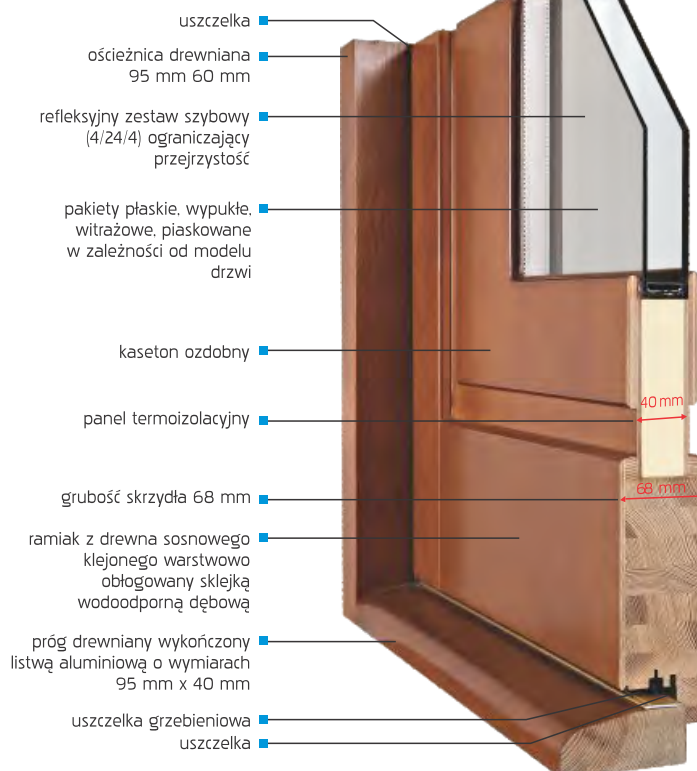 uszczelka
ościeżnica drewniana
95 mm 60 mm
refleksyjny zestaw szybowy
(4/24/4) ograniczający
przejrzystość
pakiety płaskie, wypukłe,
witrażowe, piaskowane
w zależności od modelu
drzwi
kaseton ozdobny
panel termoizolacyjny
40 mm
grubość skrzydła 68 mm
68 mm
ramiak z drewna sosnowego
klejonego warstwowo
obłogowany sklejką
wodoodporną dębową
próg drewniany wykończony
listwą aluminiową o wymiarach
95 mm x 40 mm
uszczelka grzebieniowa
uszczelka